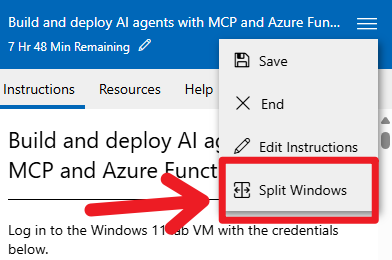 Build and deploy AI agents with MCP and Azure Fun...
7 Hr 48 Min Remaining
Instructions
Resources
Help
Save
End
Edit Instructions
Split Windows
Build and deploy AI ag
MCP and Azure Funct
Log in to the Windows 11 lab VM with the credentials
below.